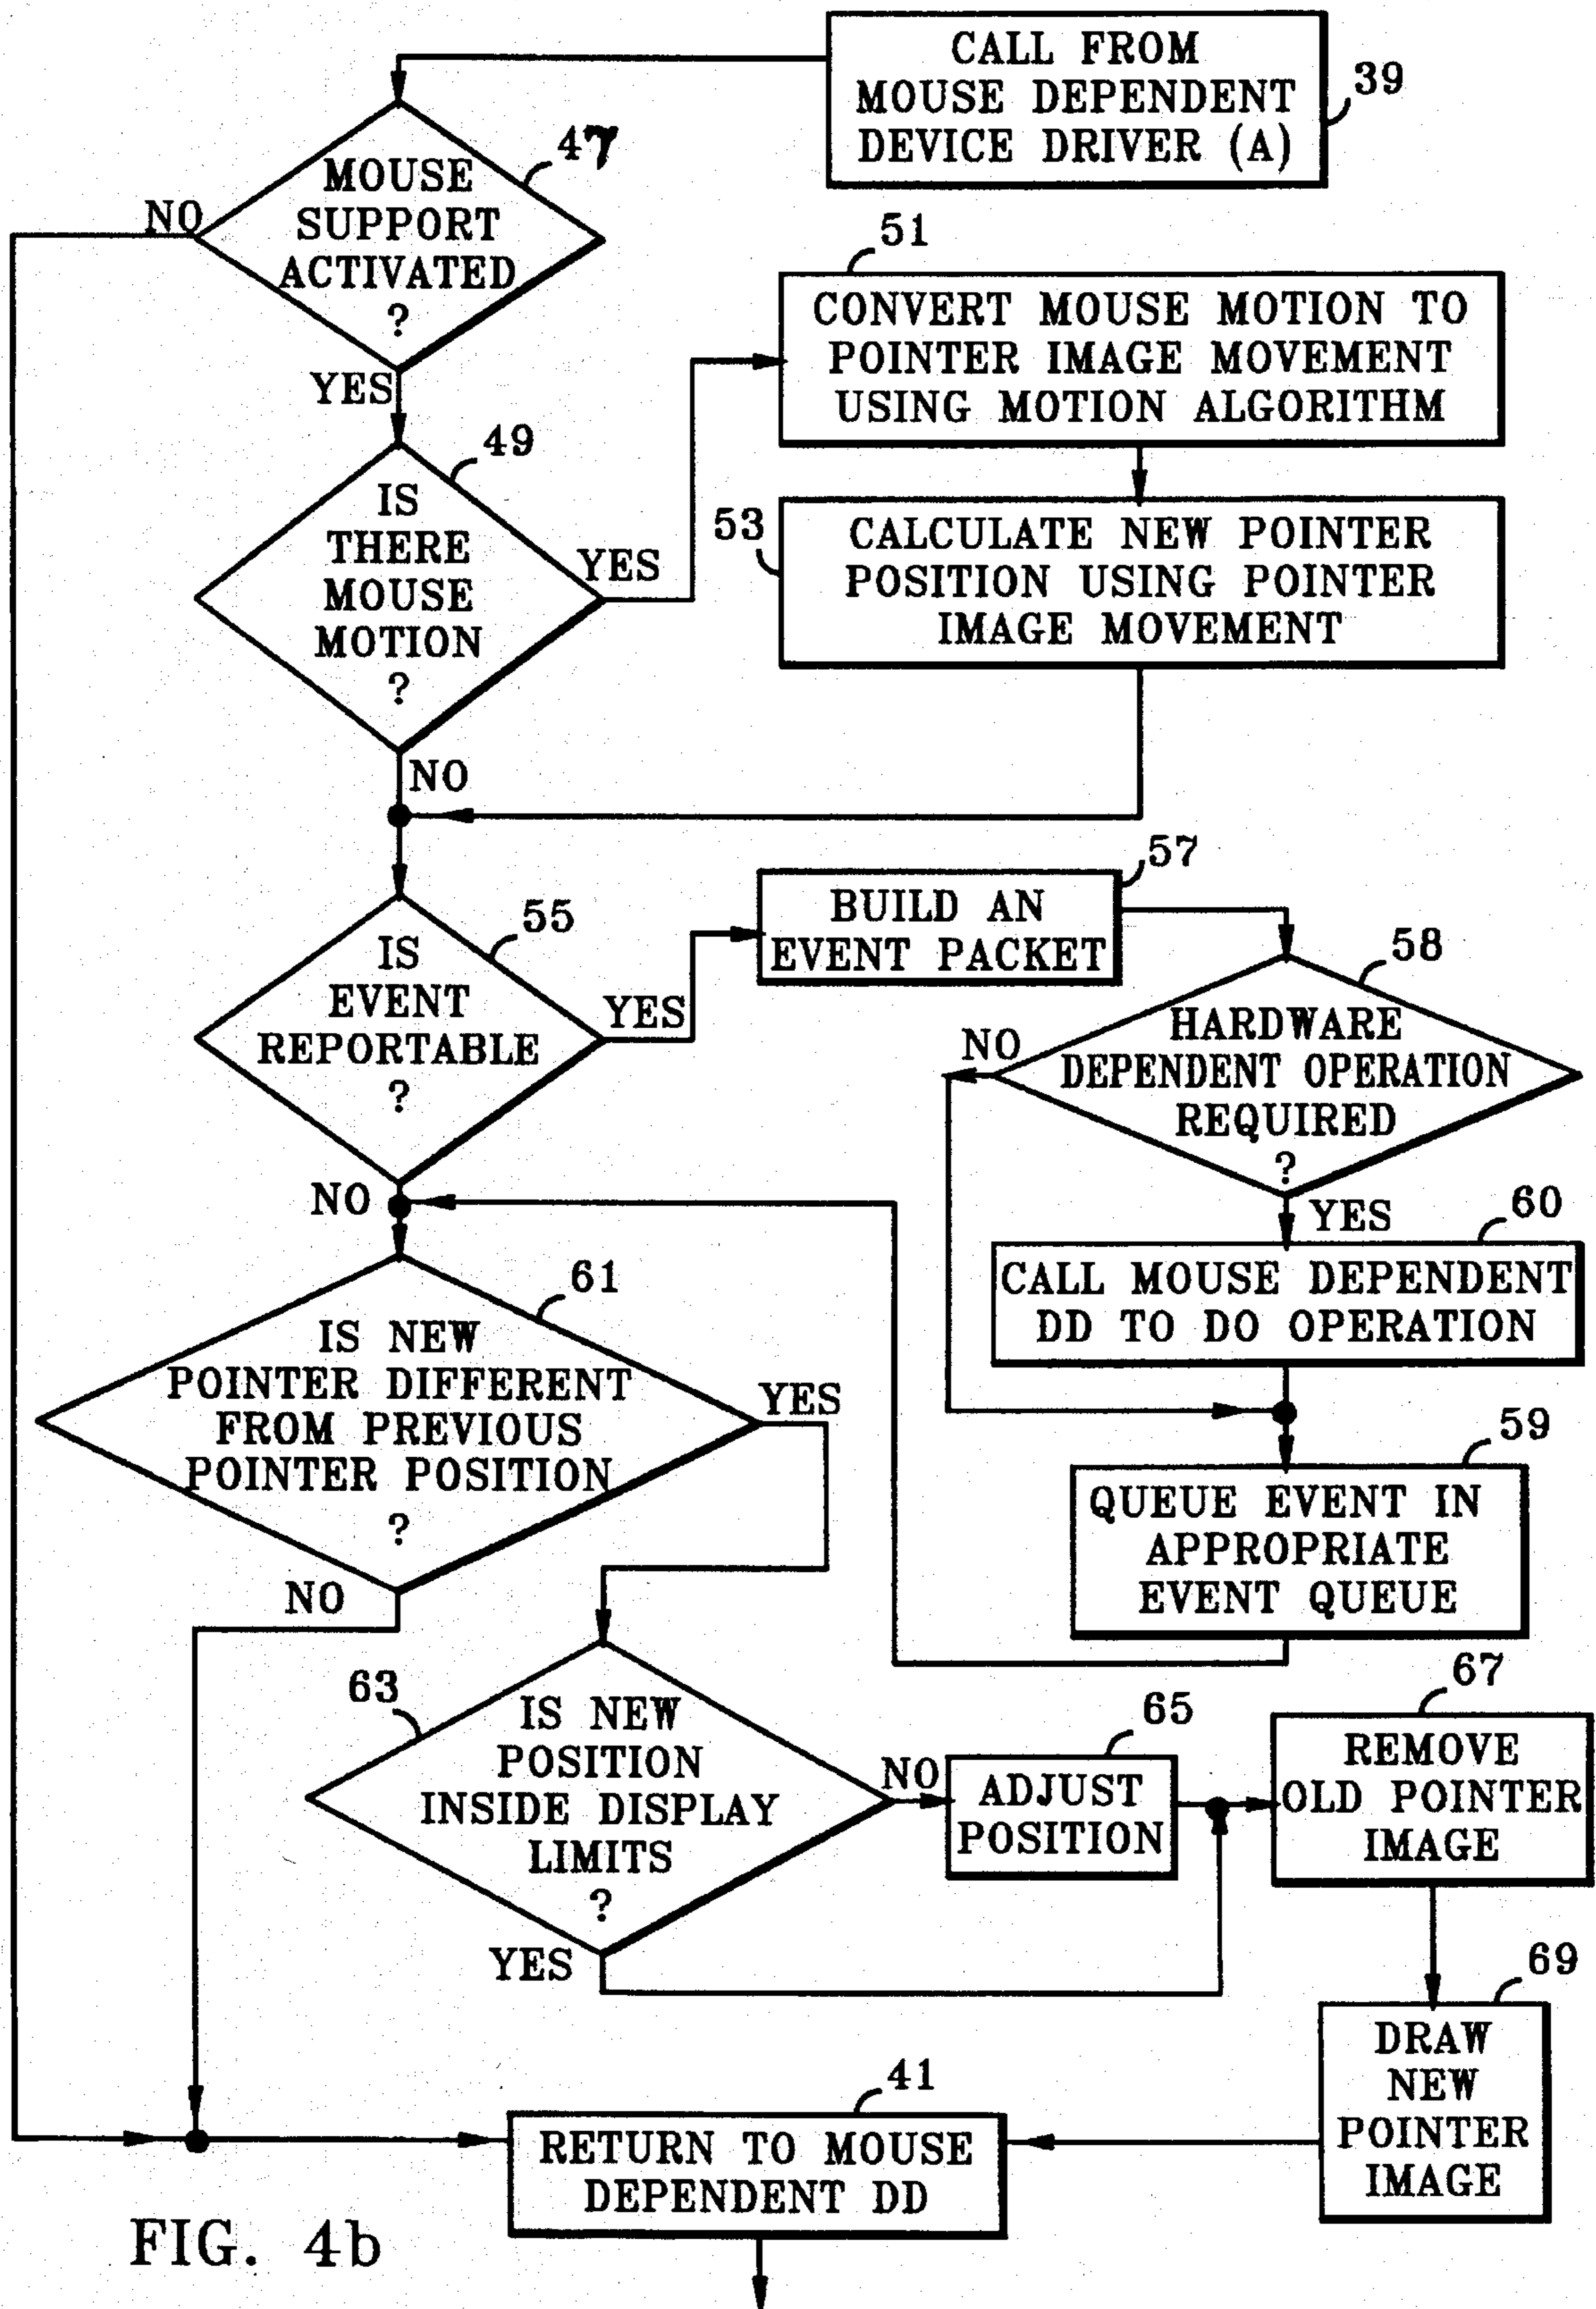 CALL FROM
MOUSE DEPENDENT
DEVICE DRIVER (A)
39
47
MOUSE
SUPPORT
ACTIVATED
?
NO
YES
51
CONVERT MOUSE MOTION TO
POINTER IMAGE MOVEMENT
USING MOTION ALGORITHM
49
IS
THERE
MOUSE
MOTION
?
YES
NO
53
CALCULATE NEW POINTER
POSITION USING POINTER
IMAGE MOVEMENT
55
IS
EVENT
REPORTABLE
?
YES
NO
57
BUILD AN
EVENT PACKET
58
HARDWARE
DEPENDENT OPERATION
REQUIRED
?
NO
YES
60
CALL MOUSE DEPENDENT
DD TO DO OPERATION
59
QUEUE EVENT IN
APPROPRIATE
EVENT QUEUE
61
IS NEW
POINTER DIFFERENT
FROM PREVIOUS
POINTER POSITION
?
YES
NO
63
IS NEW
POSITION
INSIDE DISPLAY
LIMITS
?
NO
YES
65
ADJUST
POSITION
67
REMOVE
OLD POINTER
IMAGE
69
DRAW
NEW
POINTER
IMAGE
41
RETURN TO MOUSE
DEPENDENT DD
FIG. 4b